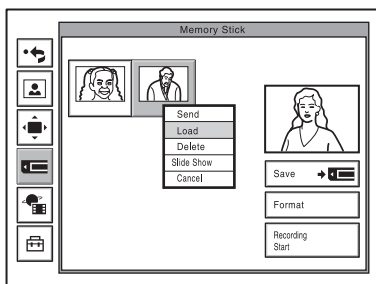 Memory Stick
Send
Load
Delete
Slide Show
Cancel
Save
Format
Recording
Start